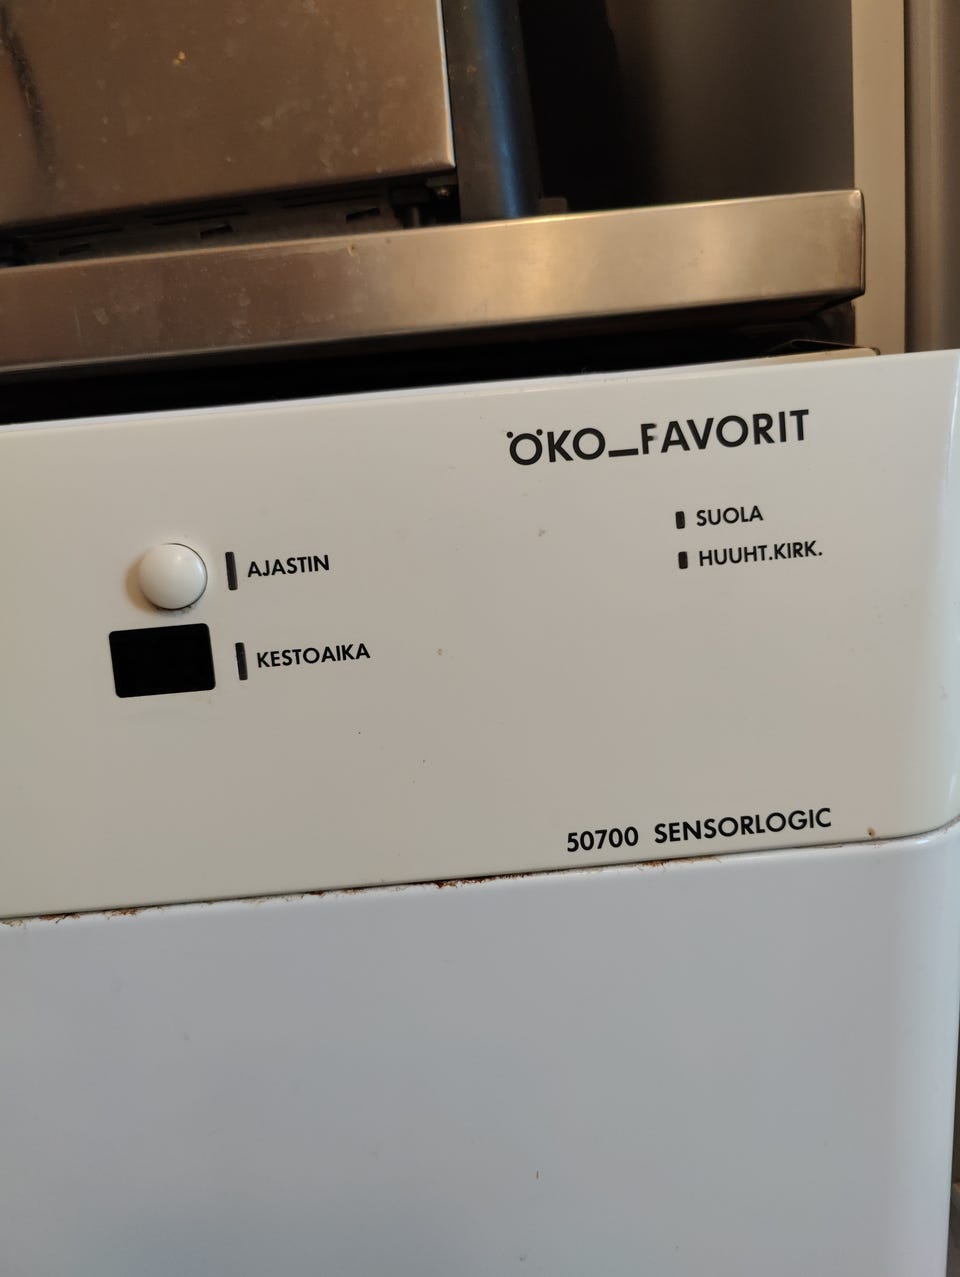 ÖKO_FAVORIT
SUOLA
HUUHT.KIRK.
AJASTIN
KESTOAIKA
50700 SENSORLOGIC